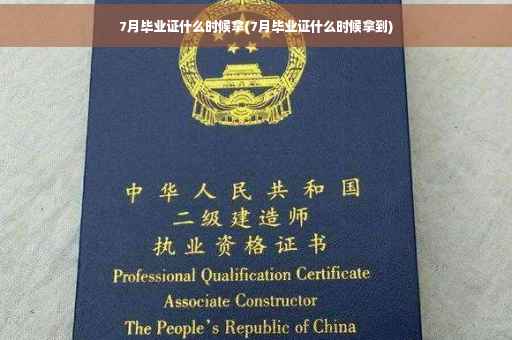 7月毕业证什么时候拿(7月毕业证什么时候拿到)
中华人民共和国
二级建造师
执业资格证书
Professional Qualification Certificate
Associate Constructor
The People's Republic of China